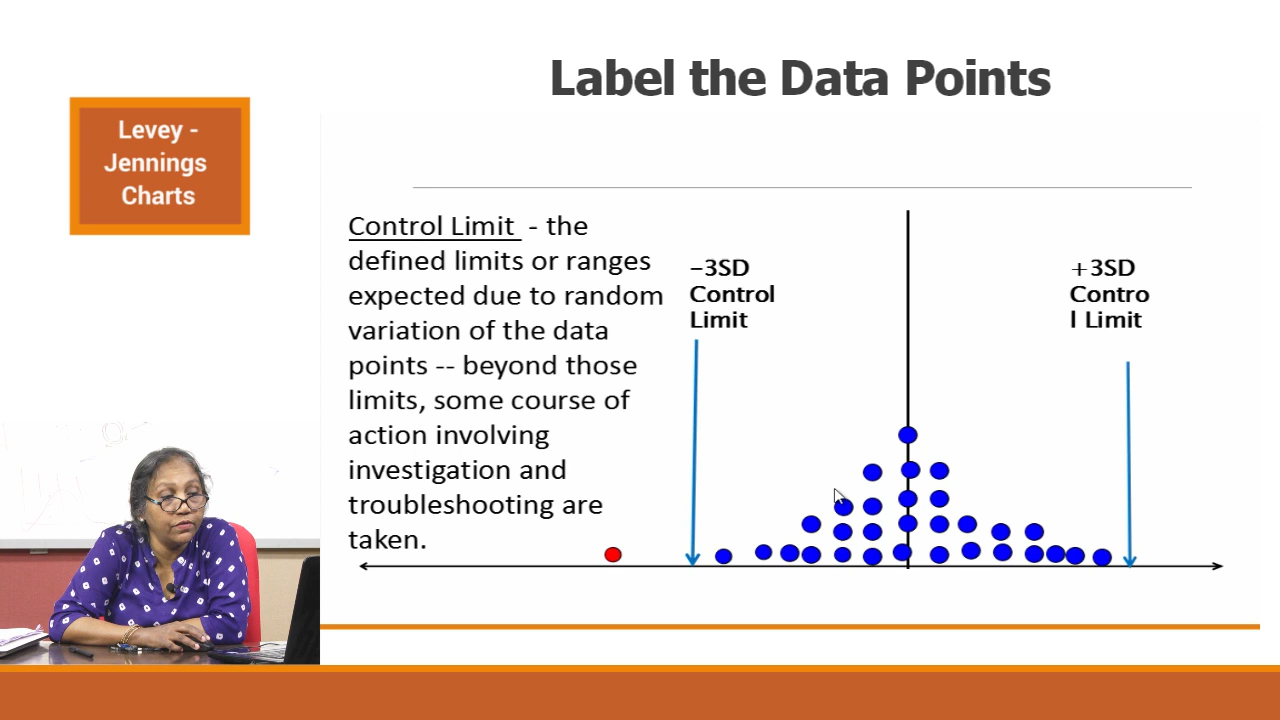 Label the Data Points
Levey -
Jennings
Charts
Control Limit - the
defined limits or ranges
expected due to random
variation of the data
points -- beyond those
limits, some course of
action involving
investigation and
troubleshooting are
taken.
–3SD
Control
Limit
+3SD
Contro
l Limit